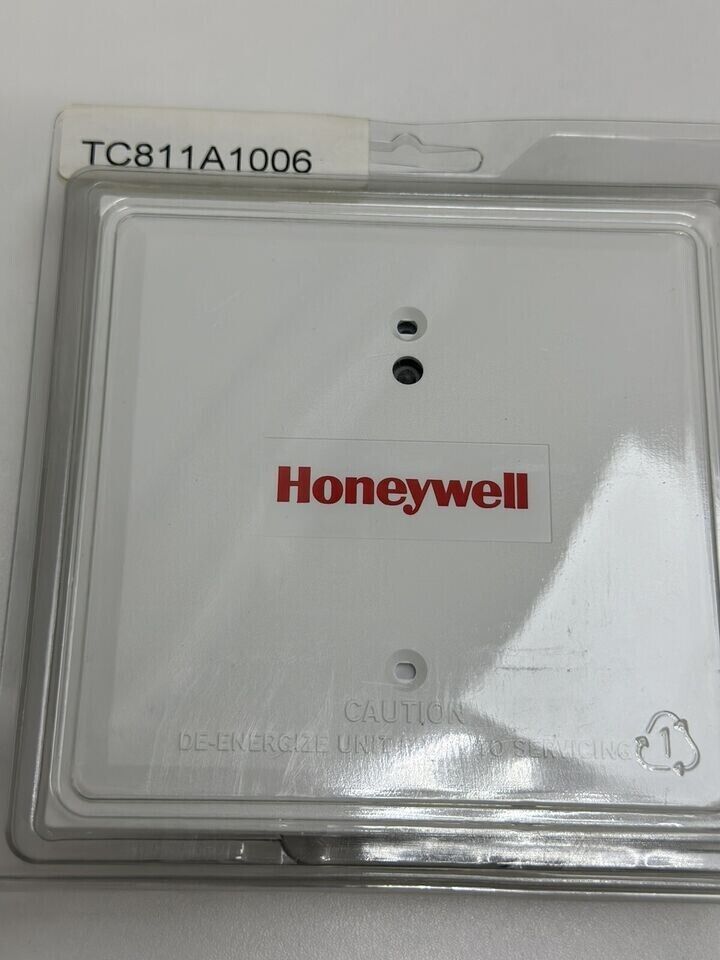 TC811A1006
Honeywell
CAUTION
DE-ENERGIZE UNIT TO SERVICING
1